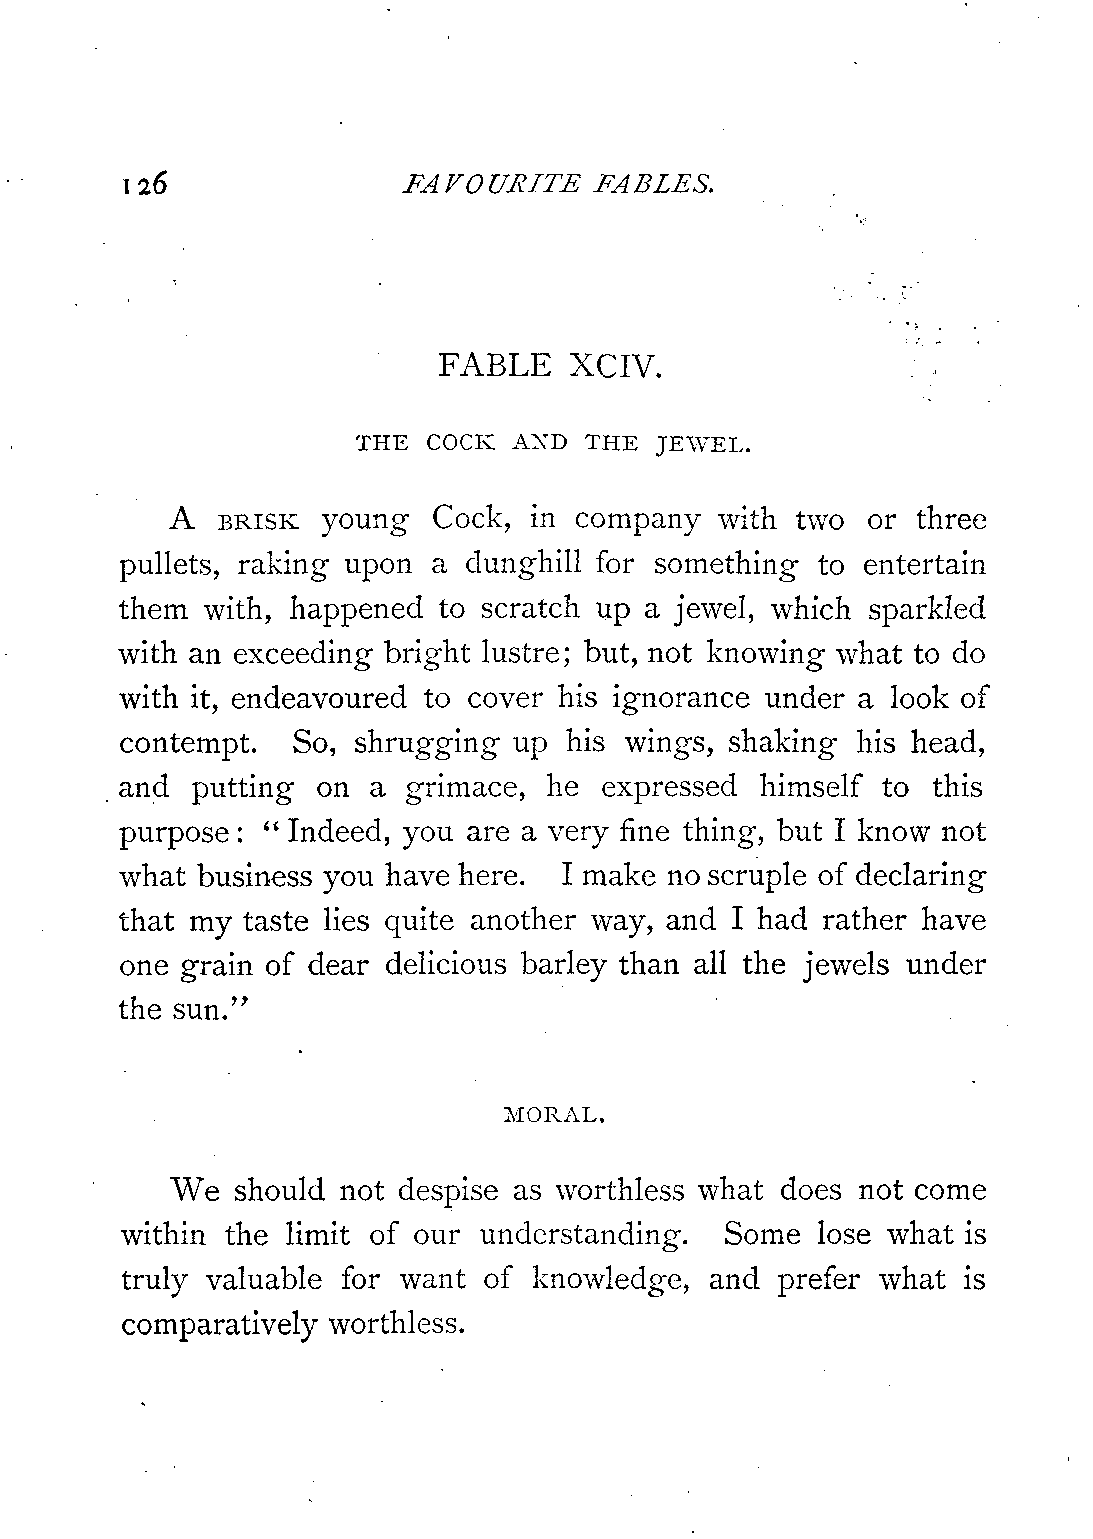 126 FAVOURITE FABLES.
FABLE XCIV.
THE COCK AND THE JEWEL.
A BRISK young Cock, in company with two or three
pullets, raking upon a dunghill for something to entertain
them with, happened to scratch up a jewel, which sparkled
with an exceeding bright lustre; but, not knowing what to do
with it, endeavoured to cover his ignorance under a look of
contempt. So, shrugging up his wings, shaking his head,
and putting on a grimace, he expressed himself to this
purpose: “Indeed, you are a very fine thing, but I know not
what business you have here. I make no scruple of declaring
that my taste lies quite another way, and I had rather have
one grain of dear delicious barley than all the jewels under
the sun.”
MORAL.
We should not despise as worthless what does not come
within the limit of our understanding. Some lose what is
truly valuable for want of knowledge, and prefer what is
comparatively worthless.